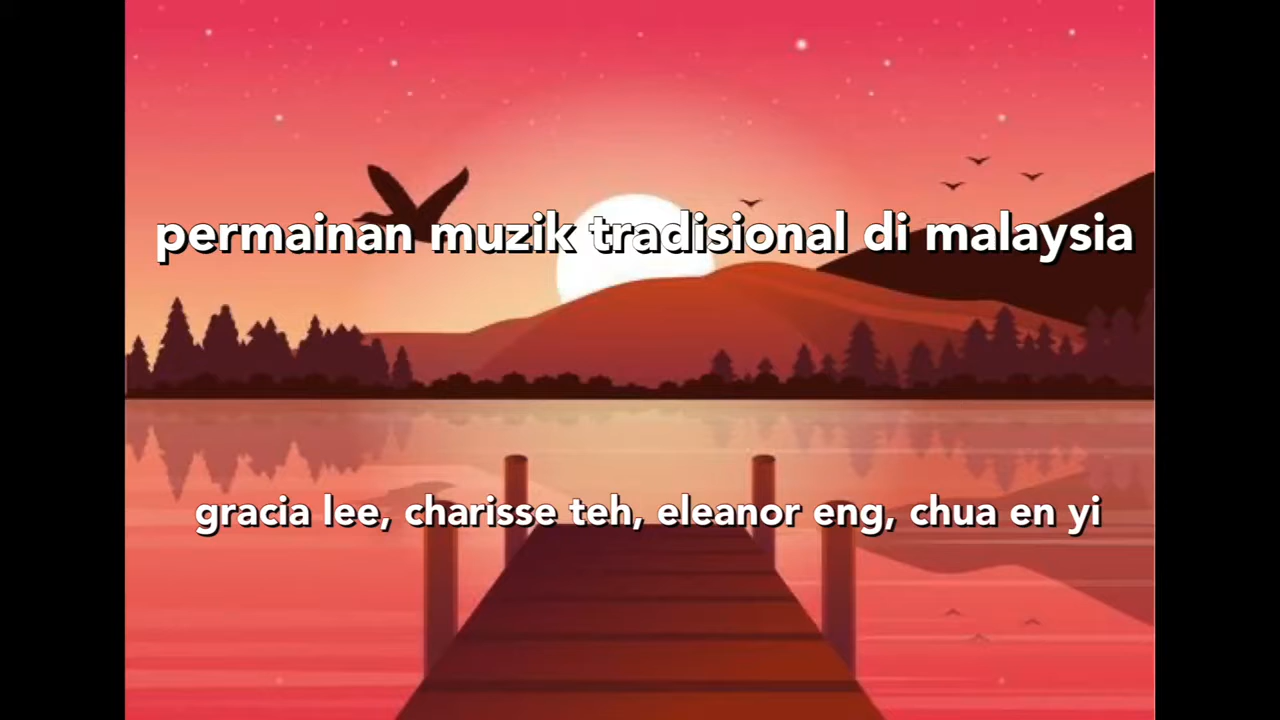 permainan muzik tradisional di malaysia
gracia lee, charisse teh, eleanor eng, chua en yi